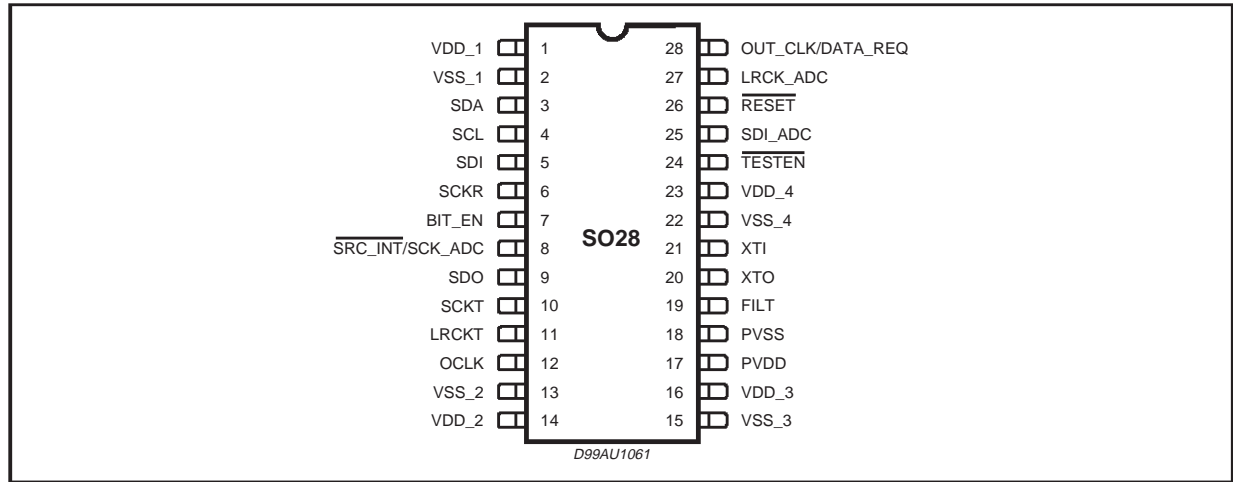 VDD_1 1 28 OUT_CLK/DATA_REQ
VSS_1 2 27 LRCK_ADC
SDA 3 26 RESET
SCL 4 25 SDI_ADC
SDI 5 24 TESTEN
SCKR 6 23 VDD_4
BIT_EN 7 22 VSS_4
SO28
SRC_INT/SCK_ADC 8 21 XTI
SDO 9 20 XTO
SCKT 10 19 FILT
LRCKT 11 18 PVSS
OCLK 12 17 PVDD
VSS_2 13 16 VDD_3
VDD_2 14 15 VSS_3
D99AU1061